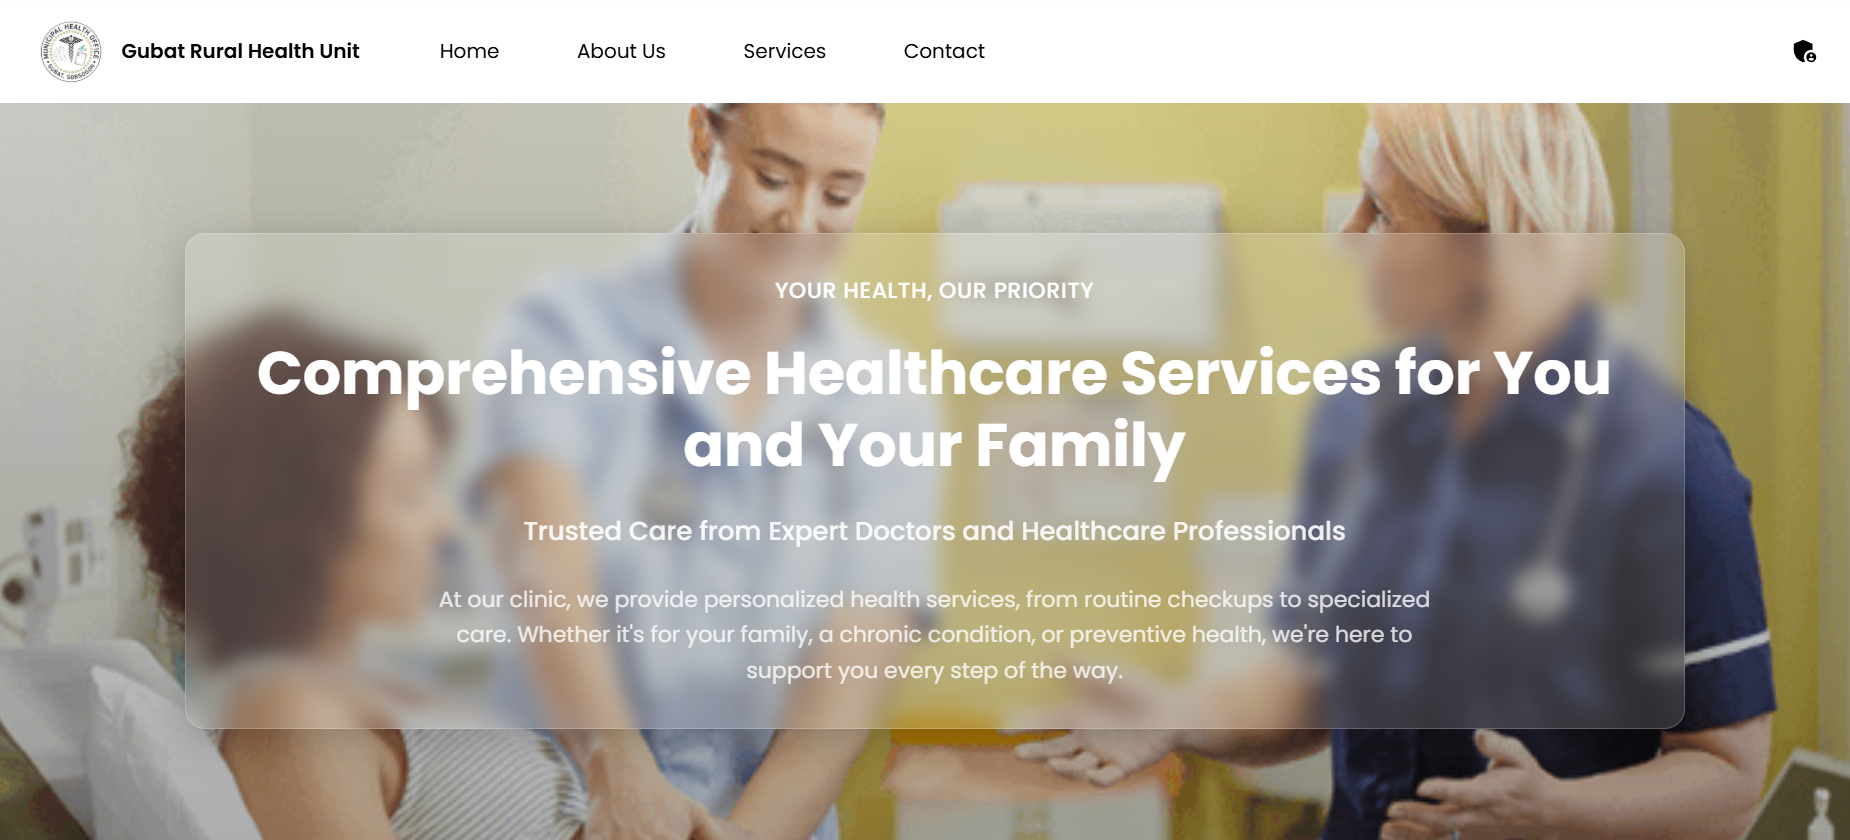 MUNICIPAL HEALTH OFFICE
GUBAT, SORSOGON
Gubat Rural Health Unit
Home
About Us
Services
Contact
YOUR HEALTH, OUR PRIORITY
Comprehensive Healthcare Services for You
and Your Family
Trusted Care from Expert Doctors and Healthcare Professionals
At our clinic, we provide personalized health services, from routine checkups to specialized
care. Whether it's for your family, a chronic condition, or preventive health, we're here to
support you every step of the way.